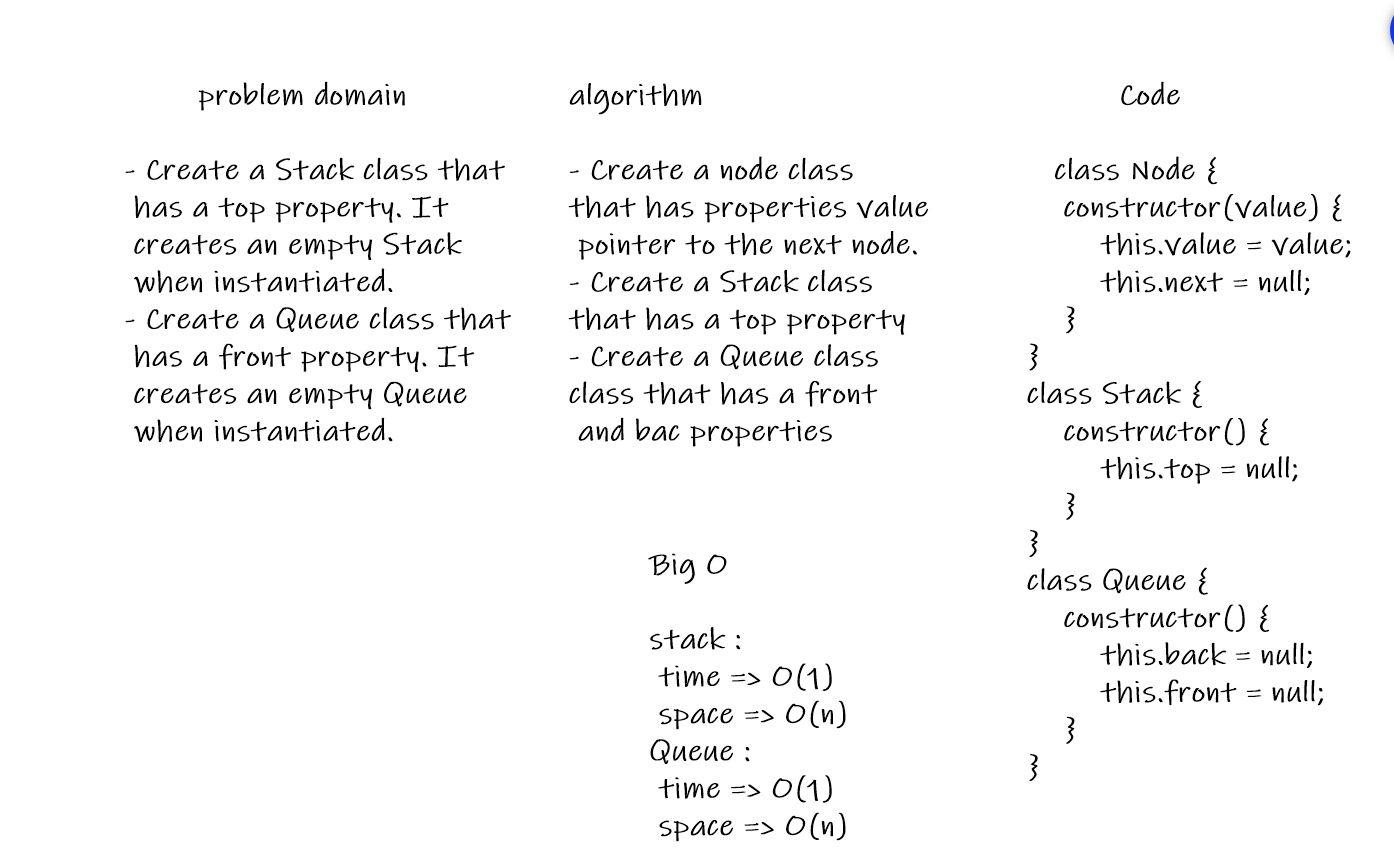 problem domain
- Create a Stack class that
has a top property. It
creates an empty Stack
when instantiated.
- Create a Queue class that
has a front property. It
creates an empty Queue
when instantiated.
algorithm
- Create a node class
that has properties value
pointer to the next node.
- Create a Stack class
that has a top property
- Create a Queue class
class that has a front
and bac properties
Big O
stack :
time => O(1)
space => O(n)
Queue :
time => O(1)
space => O(n)
Code
class Node {
constructor(value) {
this.value = value;
this.next = null;
}
}
class Stack {
constructor() {
this.top = null;
}
}
class Queue {
constructor() {
this.back = null;
this.front = null;
}
}